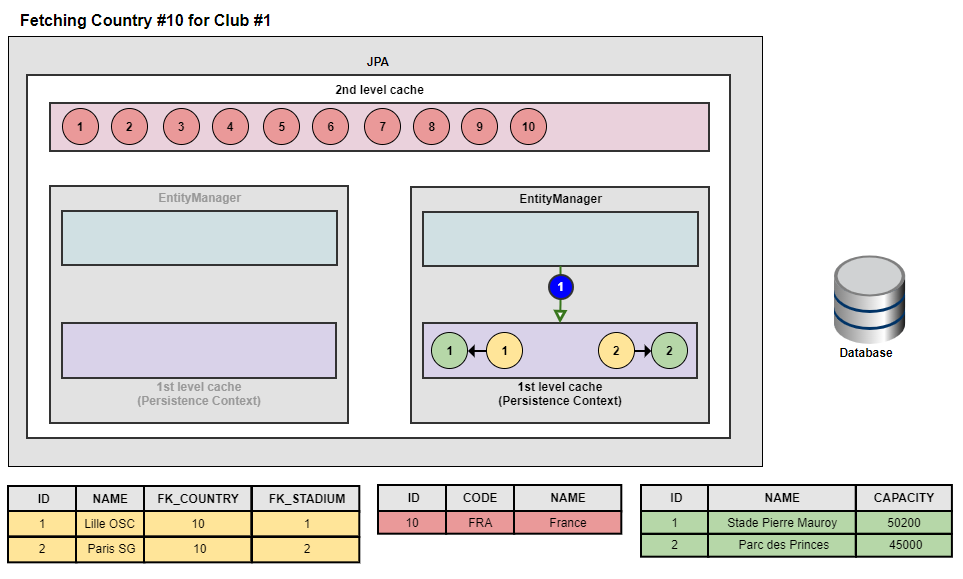 Fetching Country #10 for Club #1
JPA
2nd level cache
1 2 3 4 5 6 7 8 9 10
EntityManager
EntityManager
1
1 1 2 2
1st level cache
(Persistence Context)
1st level cache
(Persistence Context)
Database
ID NAME FK_COUNTRY FK_STADIUM
1 Lille OSC 10 1
2 Paris SG 10 2
ID CODE NAME
10 FRA France
ID NAME CAPACITY
1 Stade Pierre Mauroy 50200
2 Parc des Princes 45000